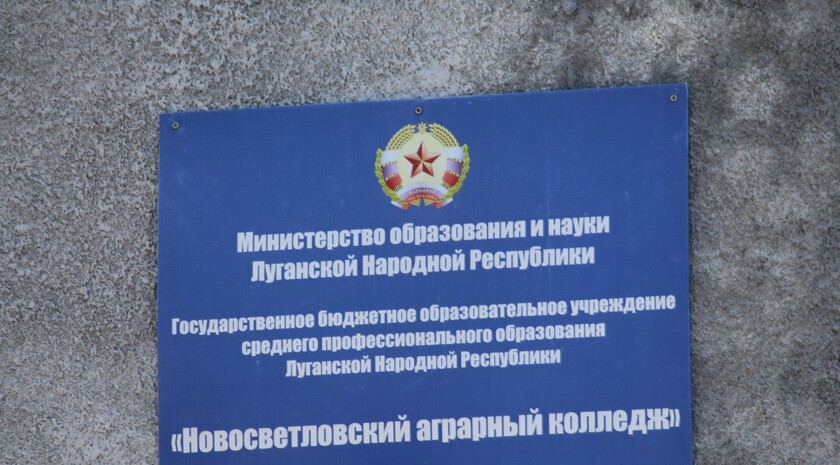 Министерство образования и науки
Луганской Народной Республики
Государственное бюджетное образовательное учреждение
среднего профессионального образования
Луганской Народной Республики
«Новосветловский аграрный колледж»